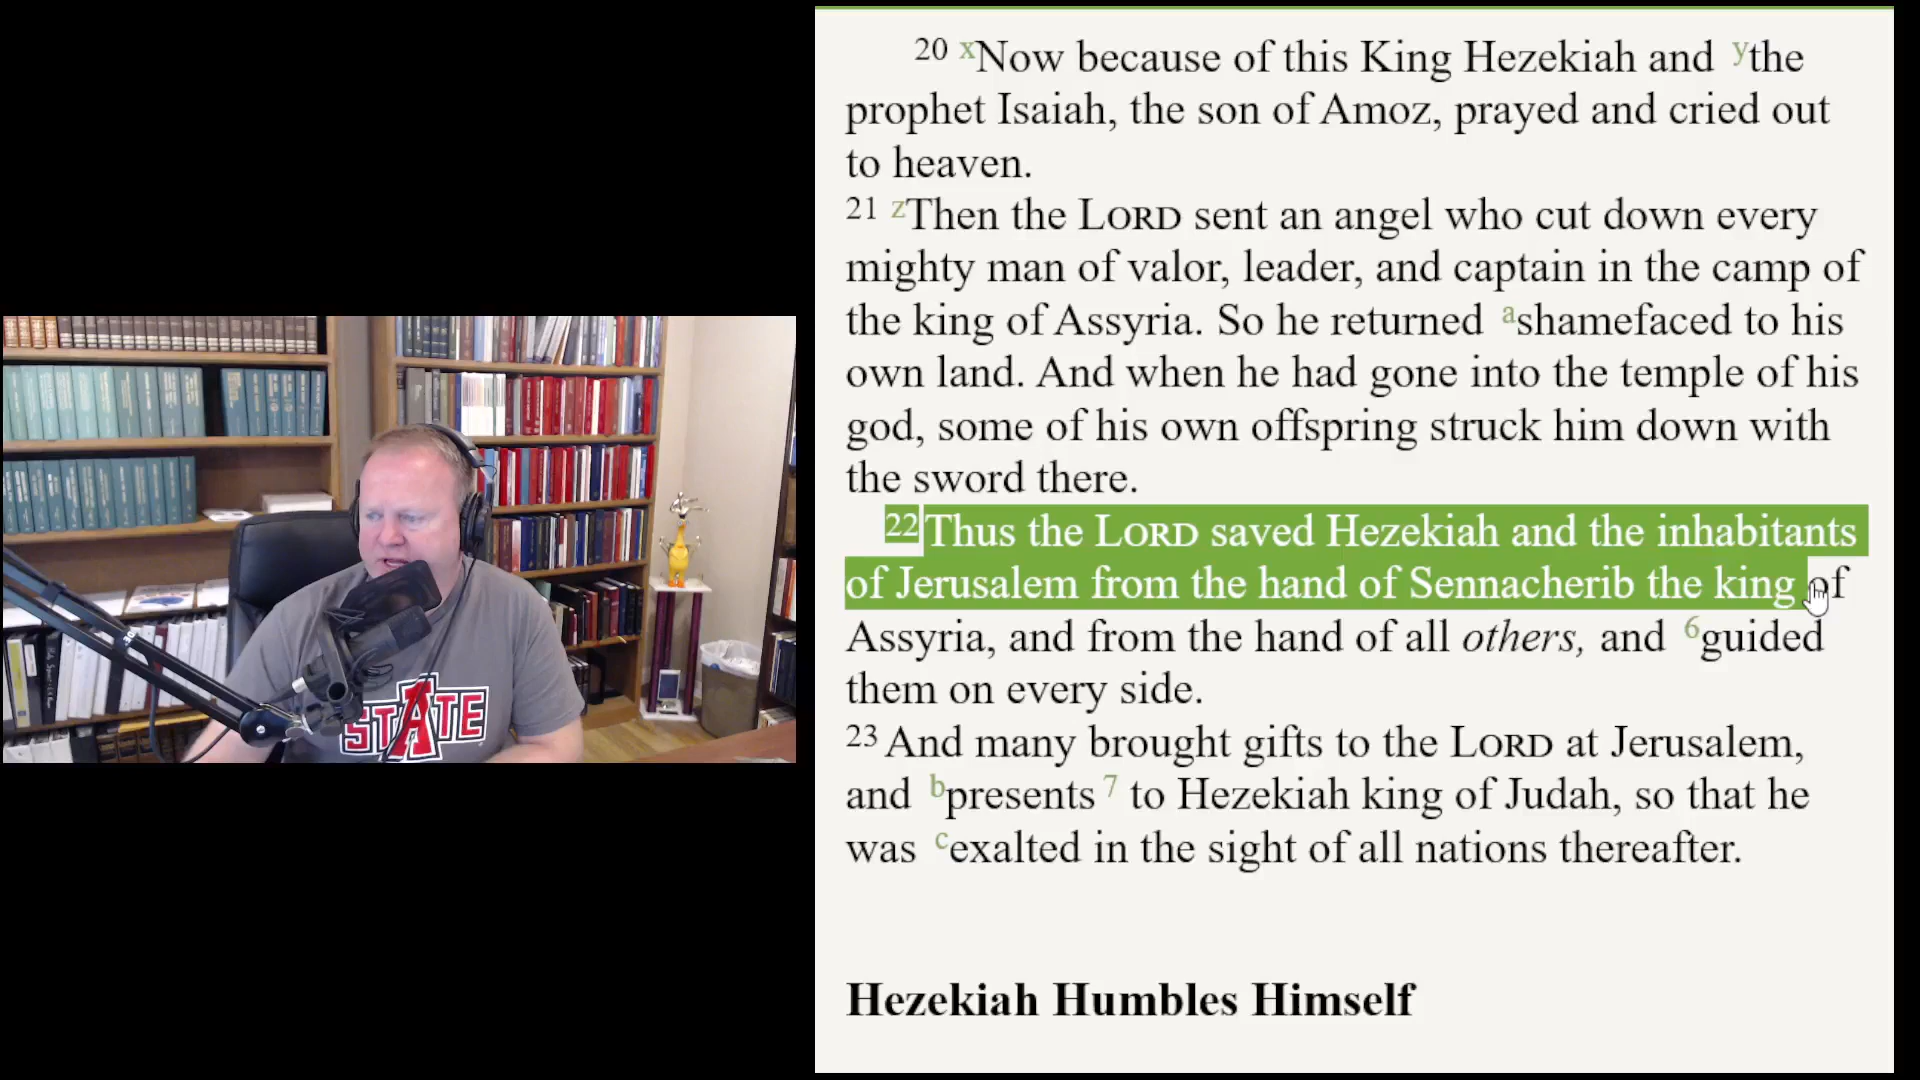 20 xNow because of this King Hezekiah and ythe
prophet Isaiah, the son of Amoz, prayed and cried out
to heaven.
21 zThen the LORD sent an angel who cut down every
mighty man of valor, leader, and captain in the camp of
the king of Assyria. So he returned ashamefaced to his
own land. And when he had gone into the temple of his
god, some of his own offspring struck him down with
the sword there.
22 Thus the LORD saved Hezekiah and the inhabitants
of Jerusalem from the hand of Sennacherib the king of
Assyria, and from the hand of all others, and 6guided
them on every side.
23 And many brought gifts to the LORD at Jerusalem,
and bpresents 7 to Hezekiah king of Judah, so that he
was cexalted in the sight of all nations thereafter.
Hezekiah Humbles Himself
STATE